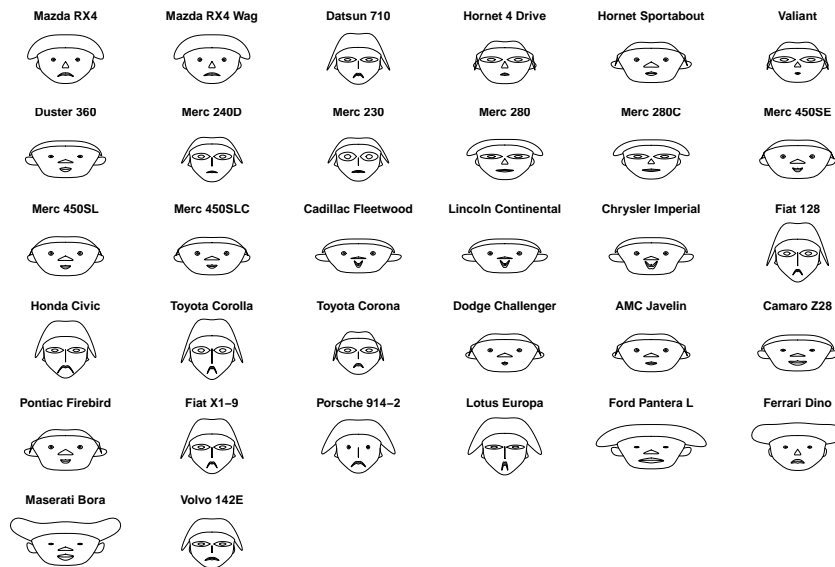 Mazda RX4 Mazda RX4 Wag Datsun 710 Hornet 4 Drive Hornet Sportabout Valiant
Duster 360 Merc 240D Merc 230 Merc 280 Merc 280C Merc 450SE
Merc 450SL Merc 450SLC Cadillac Fleetwood Lincoln Continental Chrysler Imperial Fiat 128
Honda Civic Toyota Corolla Toyota Corona Dodge Challenger AMC Javelin Camaro Z28
Pontiac Firebird Fiat X1−9 Porsche 914−2 Lotus Europa Ford Pantera L Ferrari Dino
Maserati Bora Volvo 142E